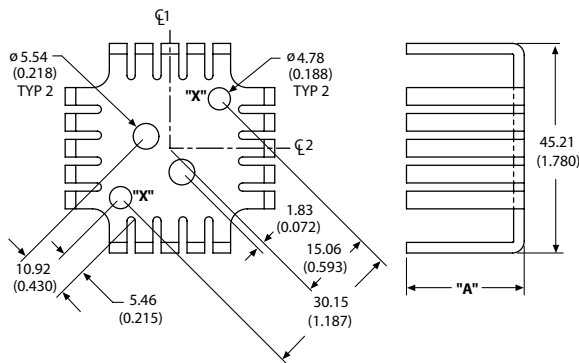 ℄1
ø 5.54
(0.218)
TYP 2
ø 4.78
(0.188)
TYP 2
"X"
℄2
45.21
(1.780)
"X"
1.83
(0.072)
15.06
(0.593)
10.92
(0.430)
30.15
(1.187)
5.46
(0.215)
"A"